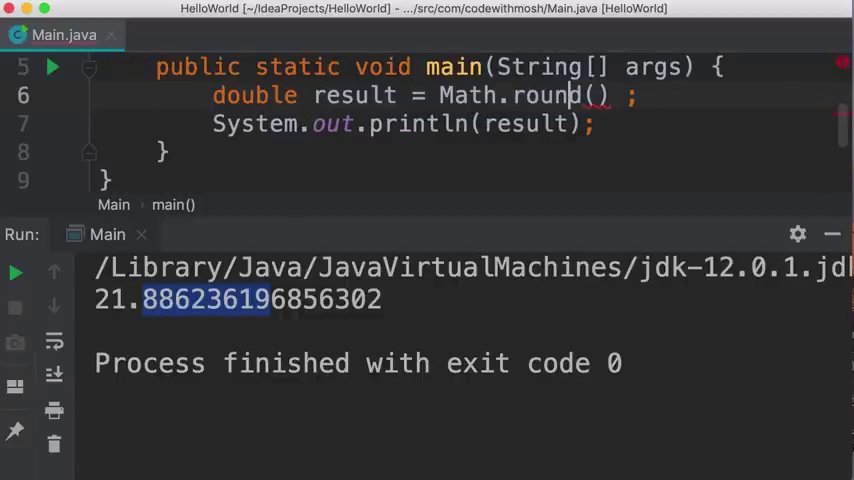 HelloWorld [~/IdeaProjects/HelloWorld] - .../src/com/codewithmosh/Main.java [HelloWorld]
Main.java
5 public static void main(String[] args) {
6 double result = Math.round() ;
7 System.out.println(result);
8 }
9 }
Main main()
Run: Main
/Library/Java/JavaVirtualMachines/jdk-12.0.1.jd
21.886236196856302
Process finished with exit code 0